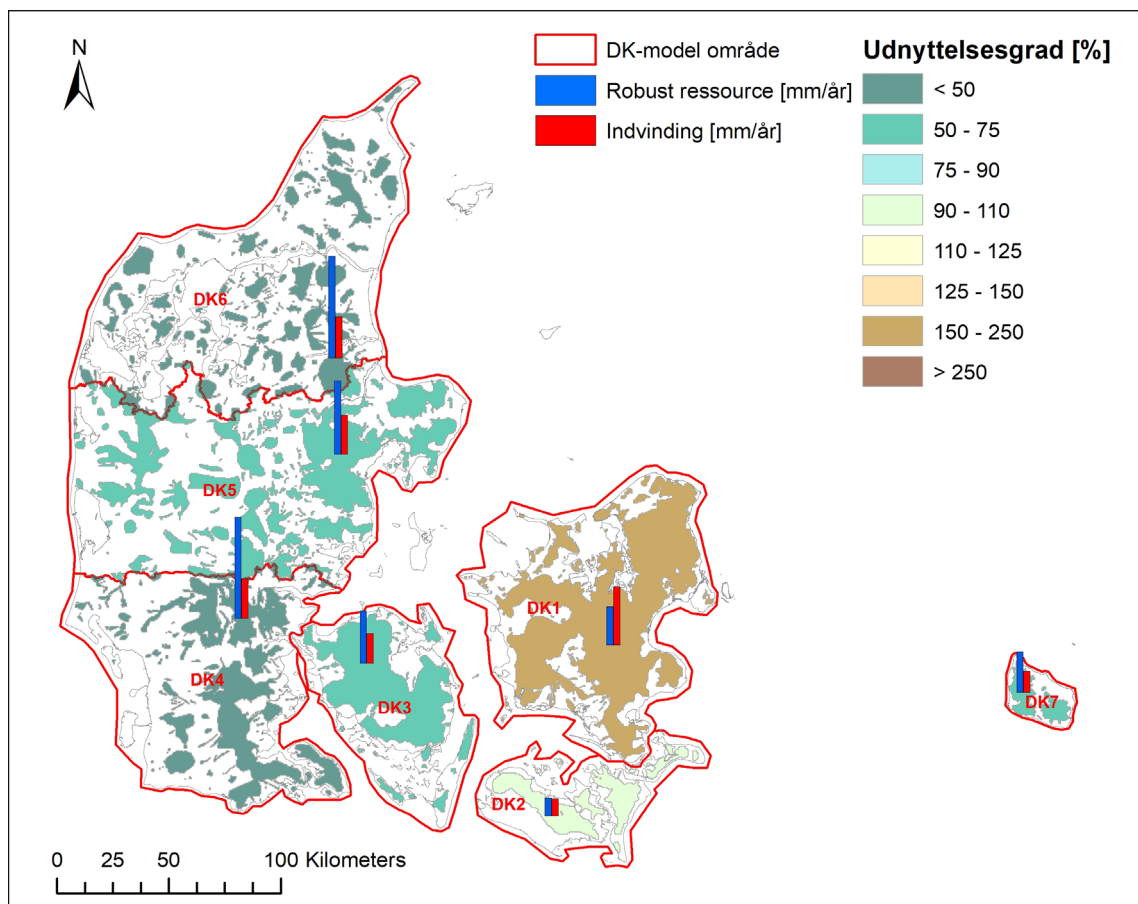 N
DK-model område
Robust ressource [mm/år]
Indvinding [mm/år]
Udnyttelsesgrad [%]
< 50
50 - 75
75 - 90
90 - 110
110 - 125
125 - 150
150 - 250
> 250
DK6
DK5
DK4
DK3
DK1
DK2
DK7
0 25 50 100 Kilometers